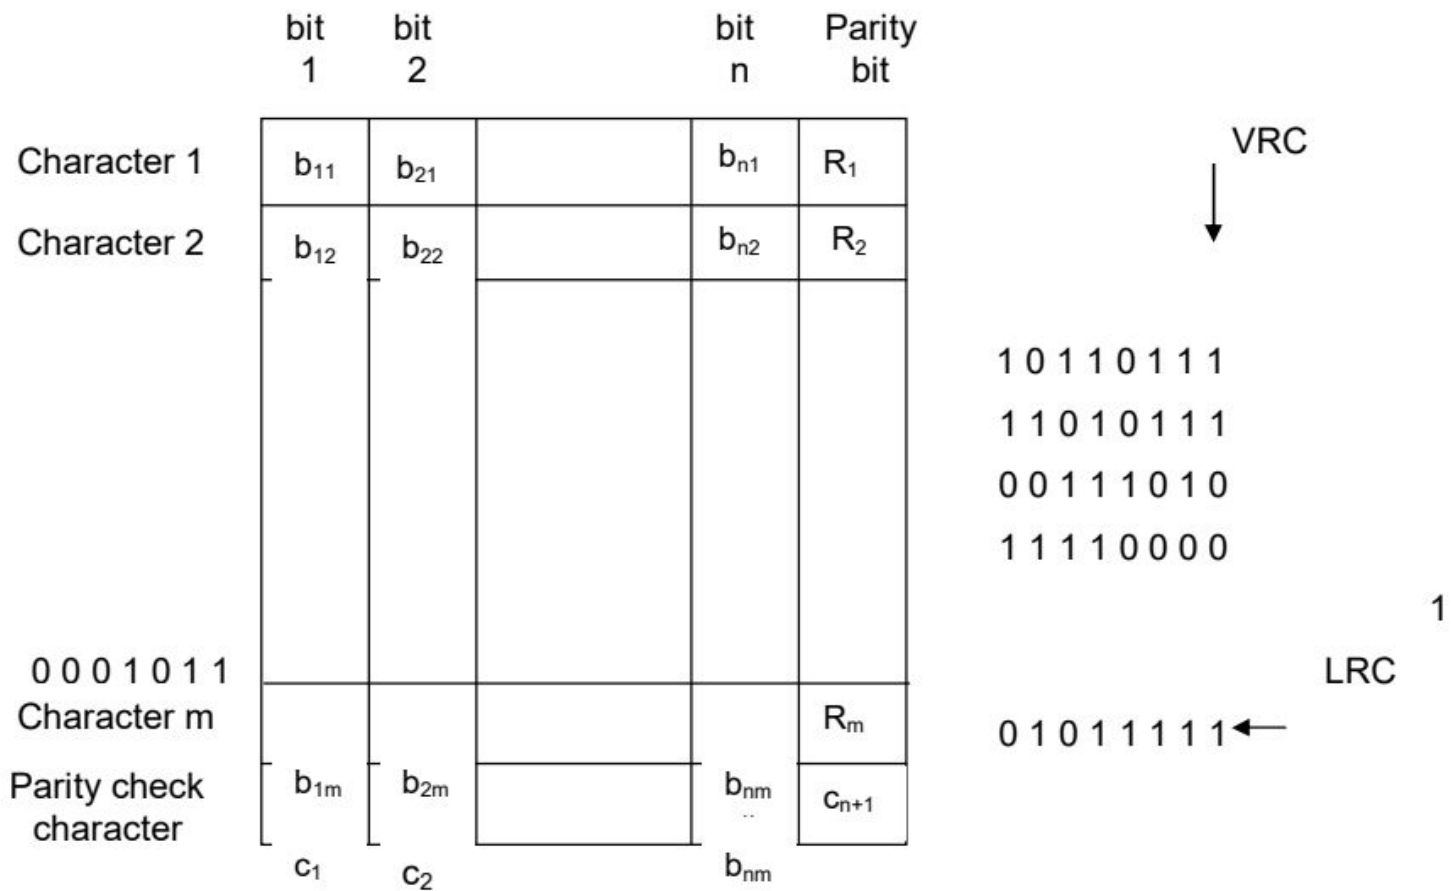 bit bit bit Parity
1 2 n bit
Character 1 b11 b21 bn1 R1
VRC
Character 2 b12 b22 bn2 R2
1 0 1 1 0 1 1 1
1 1 0 1 0 1 1 1
0 0 1 1 1 0 1 0
1 1 1 1 0 0 0 0
1
0 0 0 1 0 1 1
LRC
Character m Rm
0 1 0 1 1 1 1 1
Parity check b1m b2m bnm cn+1
character ..
c1 c2 bnm